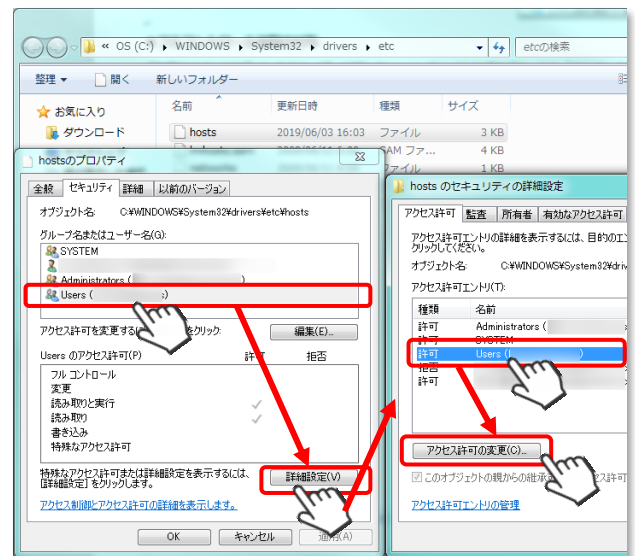 « OS (C:) ▸ WINDOWS ▸ System32 ▸ drivers ▸ etc
etcの検索
整理 ▼ 開く 新しいフォルダー
お気に入り
ダウンロード
名前 更新日時 種類 サイズ
hosts 2019/06/03 16:03 ファイル 3 KB
SAM ファ... 4 KB
ファイル 1 KB
hostsのプロパティ
全般 セキュリティ 詳細 以前のバージョン
オブジェクト名: C:¥WINDOWS¥System32¥drivers¥etc¥hosts
グループ名またはユーザー名(G):
SYSTEM
Administrators ( )
Users ( :)
アクセス許可を変更するに をクリック:
編集(E)...
Users のアクセス許可(P) 許可 拒否
フル コントロール
変更
読み取りと実行
読み取り
書き込み
特殊なアクセス許可
特殊なアクセス許可または詳細設定を表示するには、
[詳細設定] をクリックします。
詳細設定(V)
アクセス制御とアクセス許可の詳細を表示します。
OK キャンセル 適用(A)
hosts のセキュリティの詳細設定
アクセス許可 監査 所有者 有効なアクセス許可
アクセス許可エントリの詳細を表示するには、目的のエ
クリックしてください。
オブジェクト名: C:¥WINDOWS¥System32¥driv
アクセス許可エントリ(T):
種類 名前
許可 Administrators (
許可 SYSTEM
許可 Users ( )
拒否
許可
アクセス許可の変更(C)...
このオブジェクトの親からの継承 セス許可
アクセス許可エントリの管理